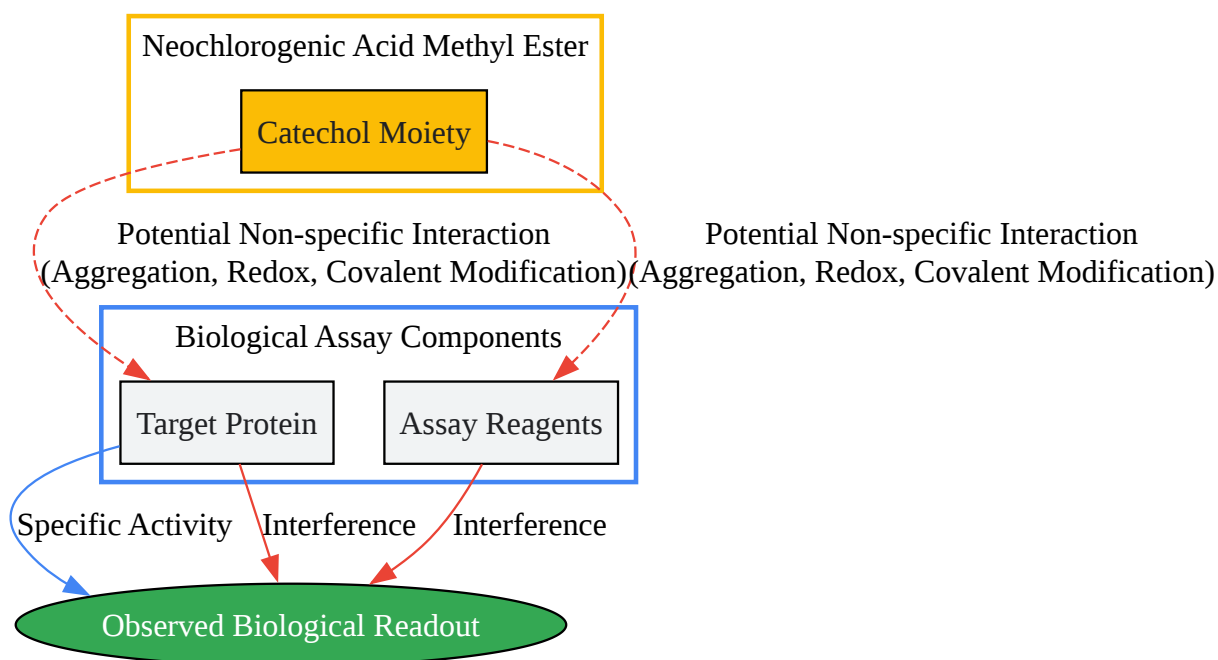 Neochlorogenic Acid Methyl Ester
Catechol Moiety
Potential Non-specific Interaction
(Aggregation, Redox, Covalent Modification)
Potential Non-specific Interaction
(Aggregation, Redox, Covalent Modification)
Biological Assay Components
Target Protein
Assay Reagents
Specific Activity
Interference
Interference
Observed Biological Readout